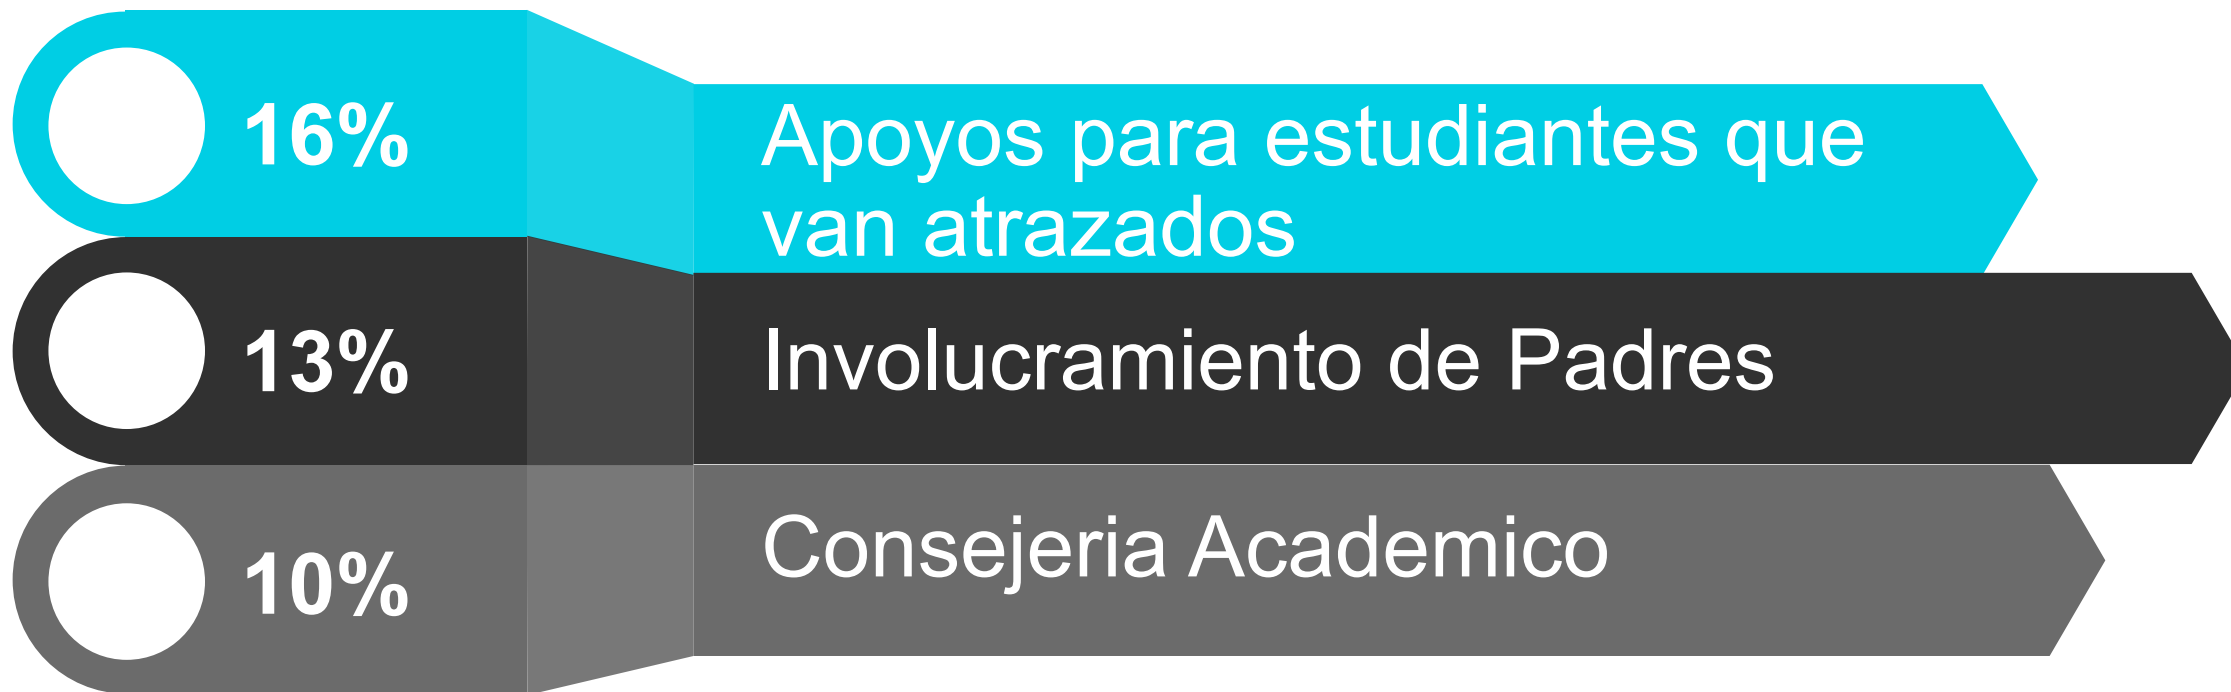 16%
Apoyos para estudiantes que
van atrazados
13%
Involucramiento de Padres
10%
Consejeria Academico